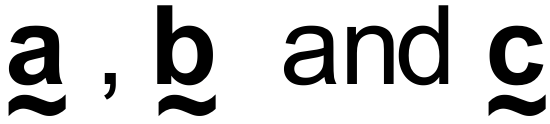 a̰ , b̰ and c̰